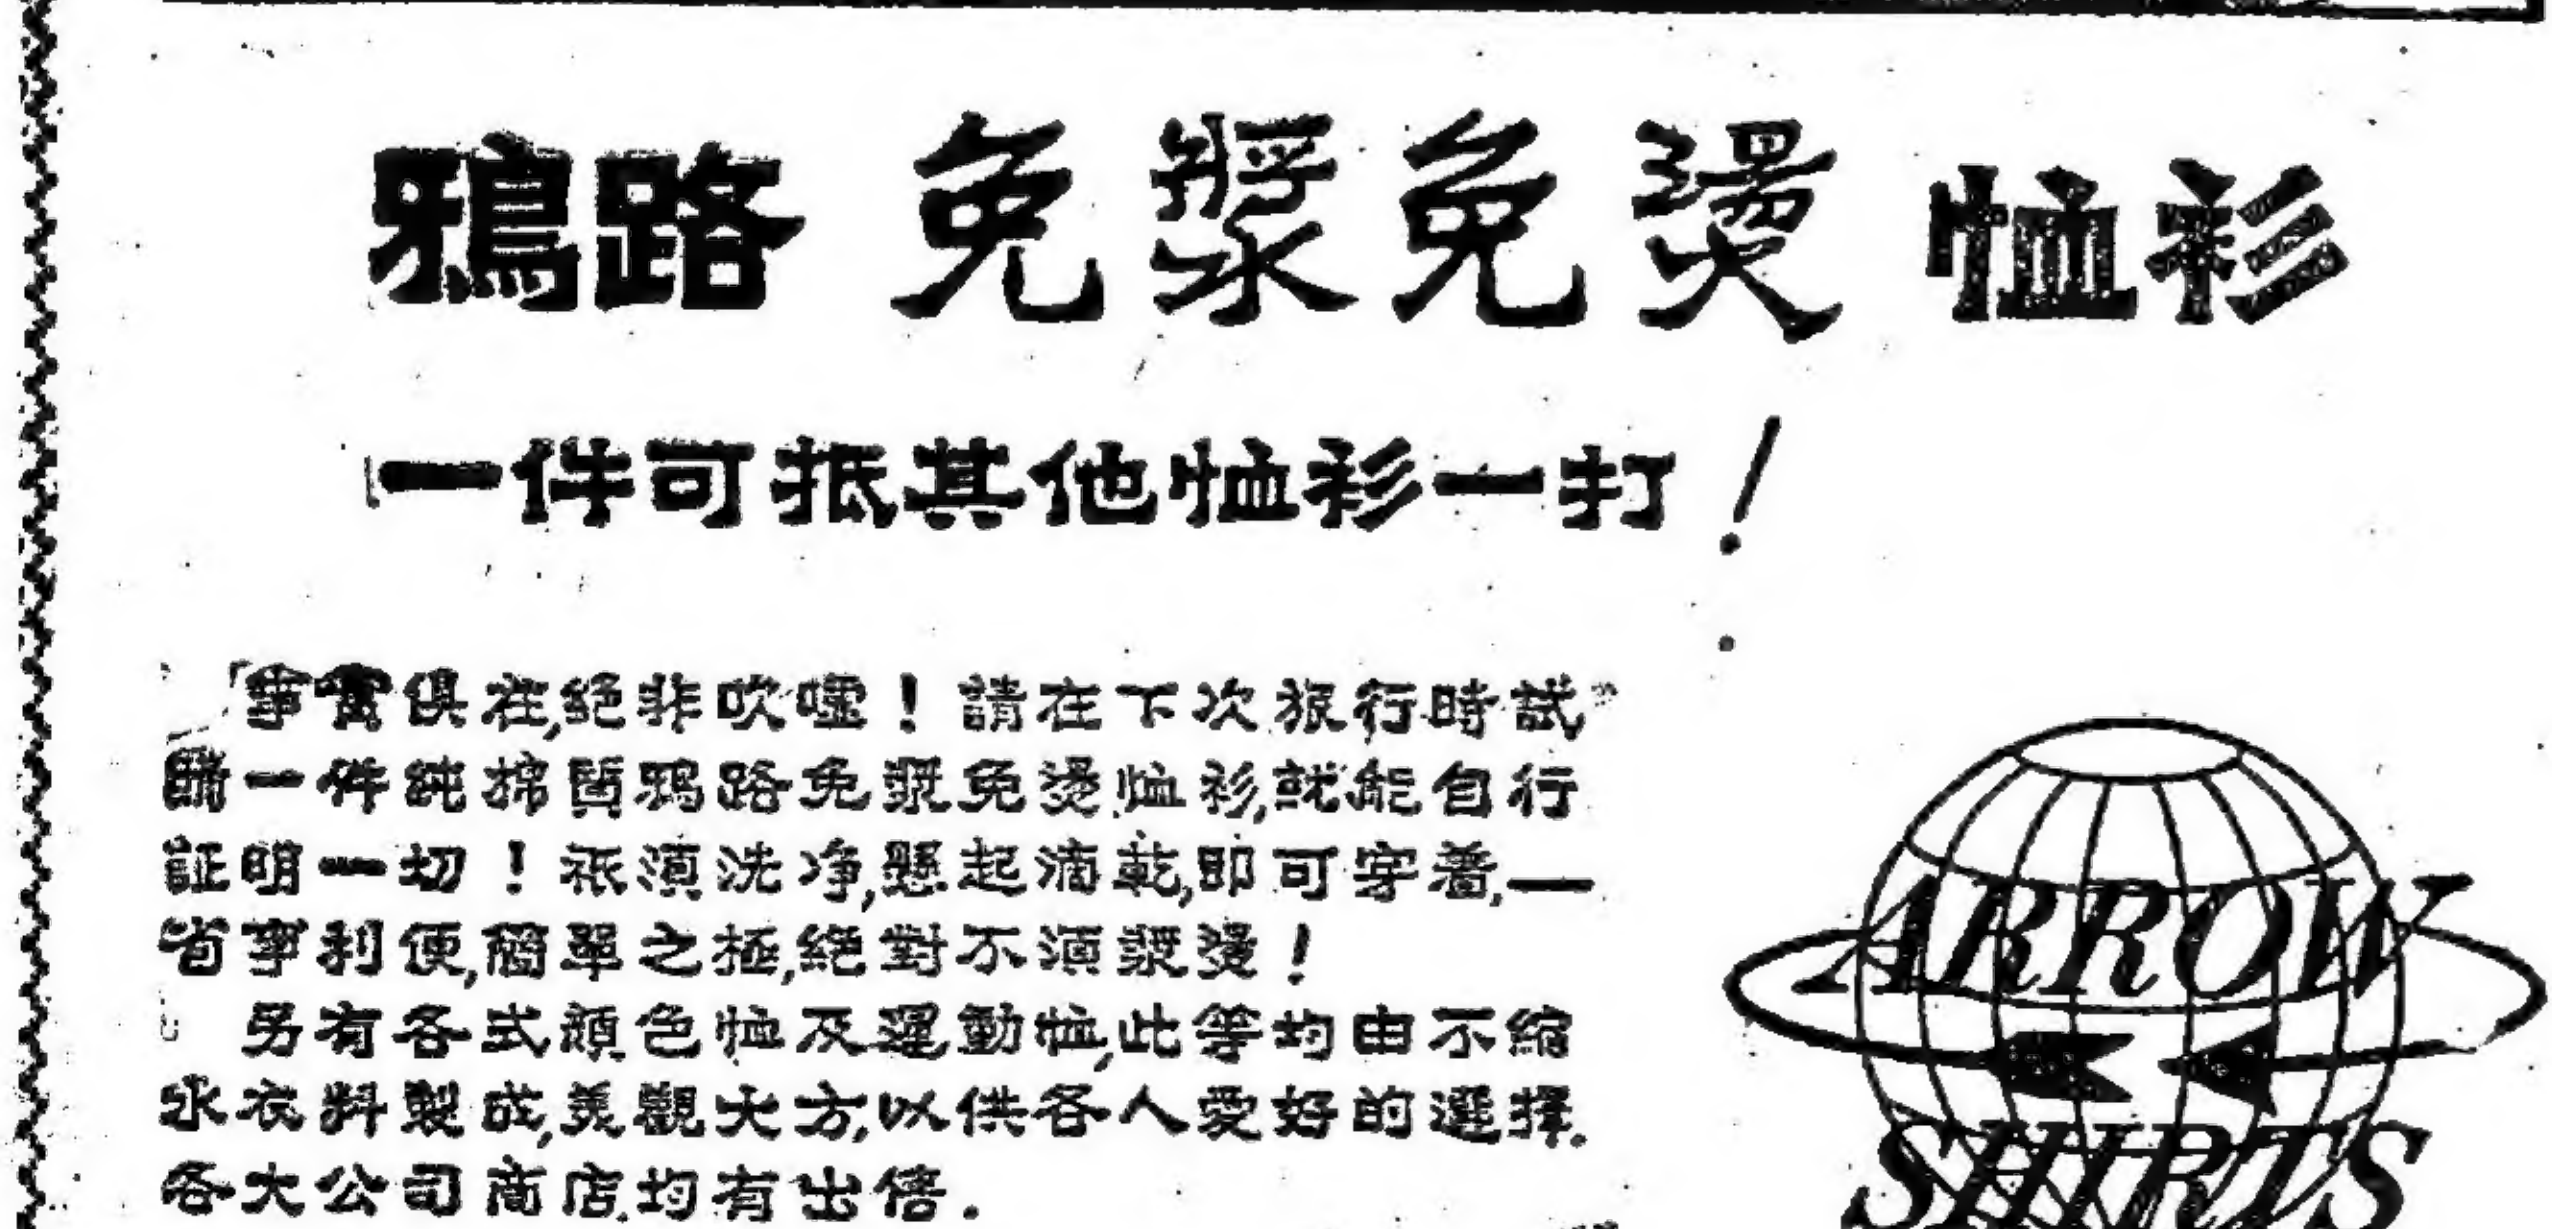 鴉路 免漿免燙 恤衫
一件可抵其他恤衫一打！
事實俱在,絕非吹噓！請在下次旅行時試
購一件純棉質鴉路免漿免燙恤衫,就能自行
証明一切！祇須洗净,懸起滴乾,即可穿着,—
省事利便,簡單之極,絕對不須漿燙！
另有各式顏色恤及運動恤,此等均由不縮
水衣料製成,美觀大方,以供各人愛好的選擇.
各大公司商店均有出售.
ARROW
SHIRTS